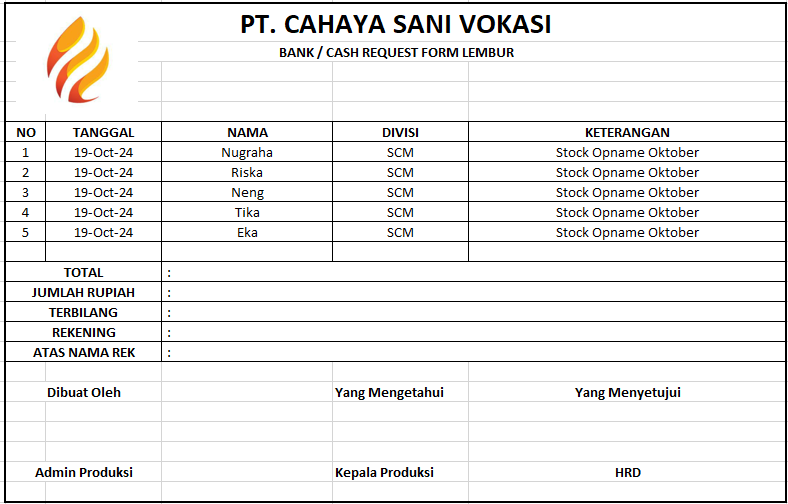 PT. CAHAYA SANI VOKASI
BANK / CASH REQUEST FORM LEMBUR
NO TANGGAL NAMA DIVISI KETERANGAN
1 19-Oct-24 Nugraha SCM Stock Opname Oktober
2 19-Oct-24 Riska SCM Stock Opname Oktober
3 19-Oct-24 Neng SCM Stock Opname Oktober
4 19-Oct-24 Tika SCM Stock Opname Oktober
5 19-Oct-24 Eka SCM Stock Opname Oktober
TOTAL :
JUMLAH RUPIAH :
TERBILANG :
REKENING :
ATAS NAMA REK :
Dibuat Oleh Yang Mengetahui Yang Menyetujui
Admin Produksi Kepala Produksi HRD